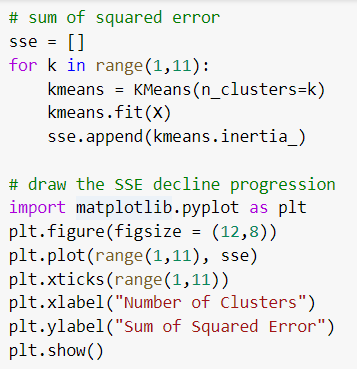 # sum of squared error
sse = []
for k in range(1,11):
    kmeans = KMeans(n_clusters=k)
    kmeans.fit(X)
    sse.append(kmeans.inertia_)

# draw the SSE decline progression
import matplotlib.pyplot as plt
plt.figure(figsize = (12,8))
plt.plot(range(1,11), sse)
plt.xticks(range(1,11))
plt.xlabel("Number of Clusters")
plt.ylabel("Sum of Squared Error")
plt.show()